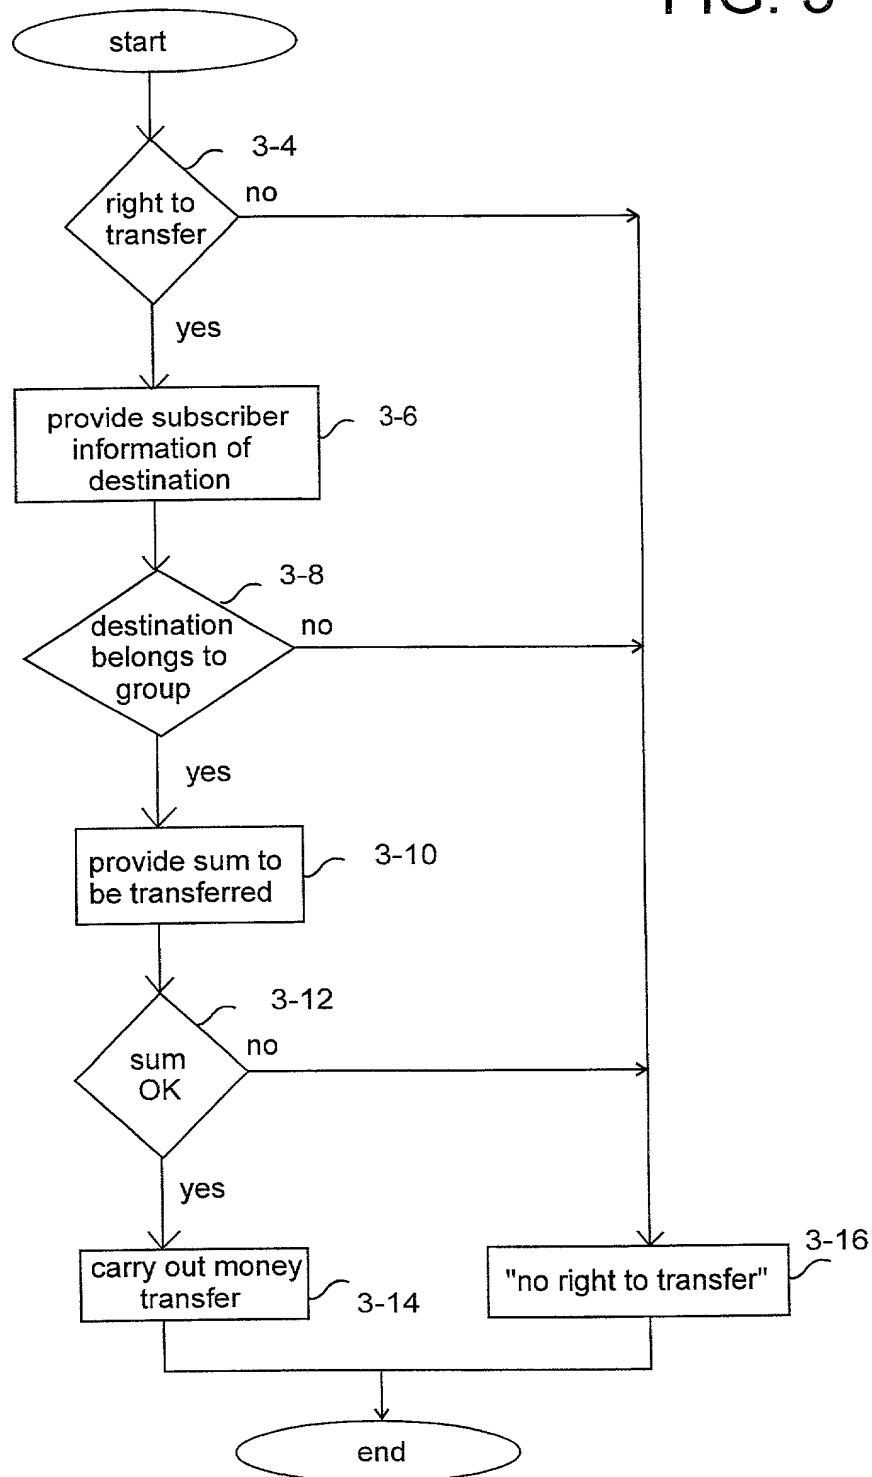 start
3-4
no
right to
transfer
yes
provide subscriber
information of
destination
3-6
3-8
destination
belongs to
group
no
yes
provide sum to
be transferred
3-10
3-12
no
sum
OK
yes
carry out money
transfer
3-14
"no right to transfer"
3-16
end